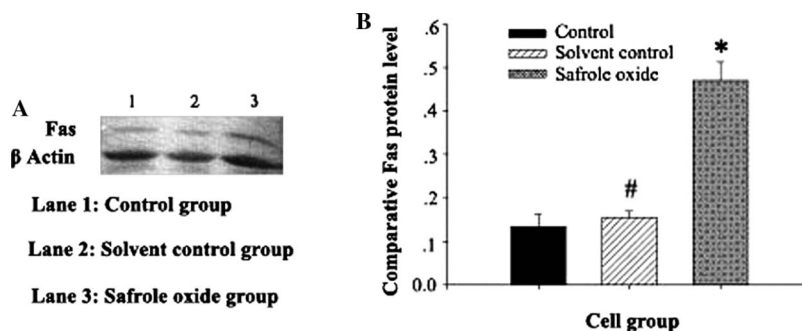 A
1 2 3
Fas
β Actin
Lane 1: Control group
Lane 2: Solvent control group
Lane 3: Safrole oxide group
B
Comparative Fas protein level
.6
.5
.4
.3
.2
.1
0.0
Control
Solvent control
Safrole oxide
#
*
Cell group